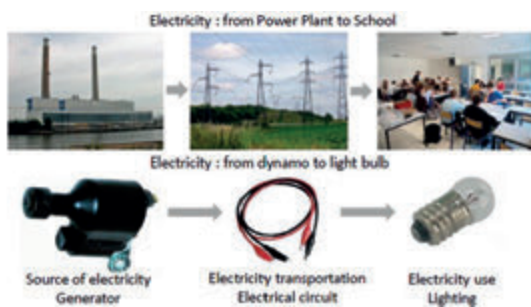 Electricity : from Power Plant to School
Electricity : from dynamo to light bulb
Source of electricity
Generator
Electricity transportation
Electrical circuit
Electricity use
Lighting